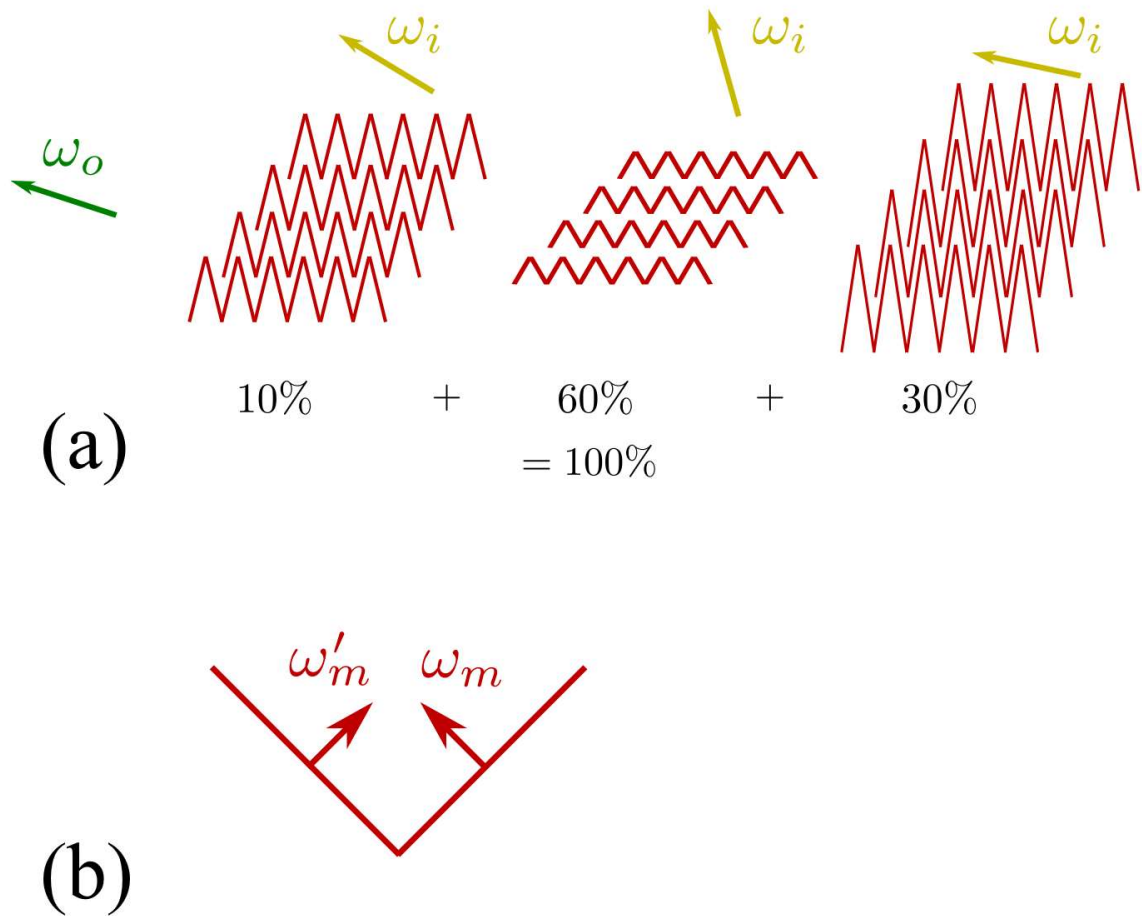 ω_i ω_i ω_i
ω_o
10% + 60% + 30%
(a)
= 100%
ω′_m ω_m
(b)